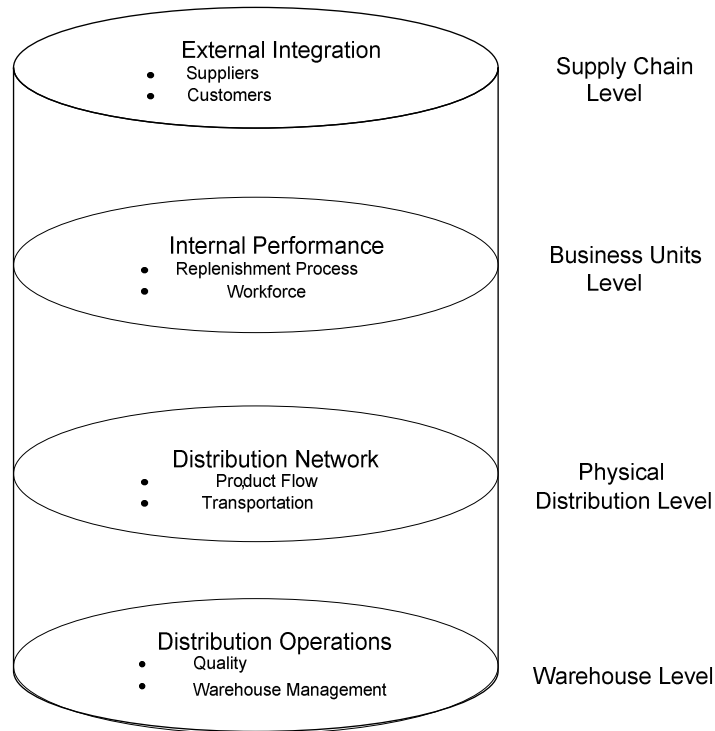 External Integration
• Suppliers
• Customers
Supply Chain
Level
Internal Performance
• Replenishment Process
• Workforce
Business Units
Level
Distribution Network
• Product Flow
• Transportation
Physical
Distribution Level
Distribution Operations
• Quality
• Warehouse Management
Warehouse Level